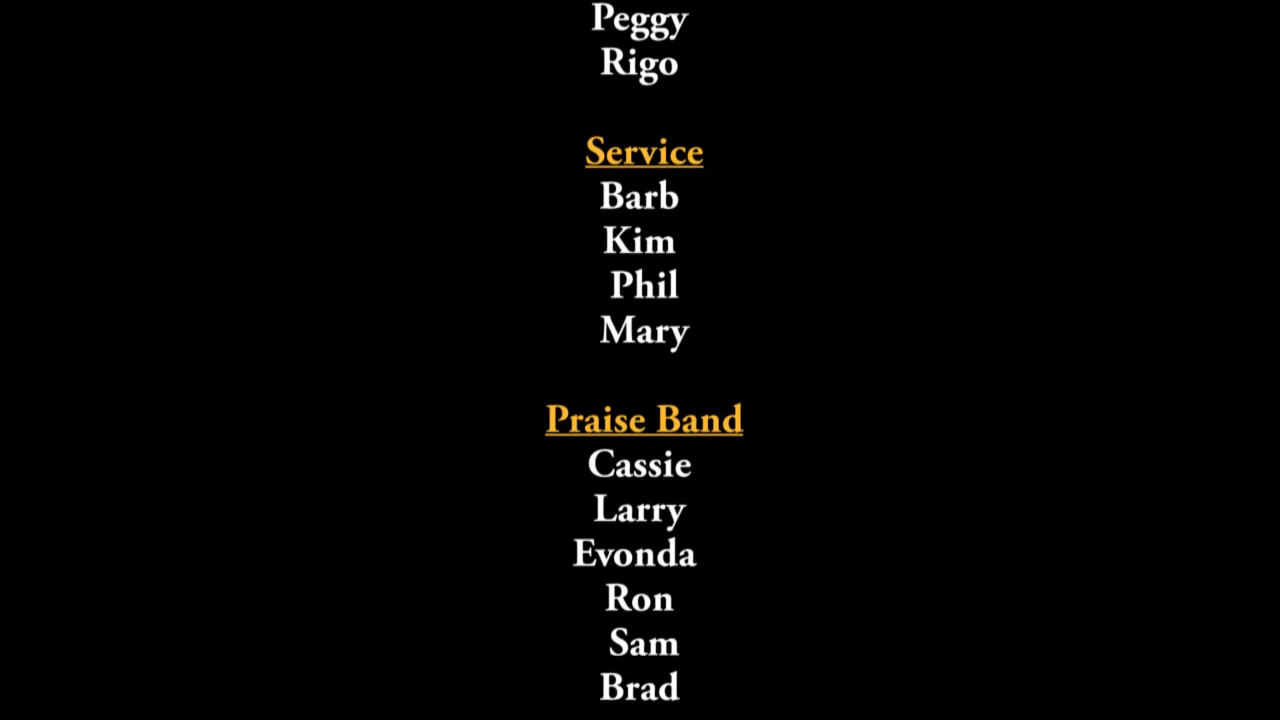 Peggy
Rigo
Service
Barb
Kim
Phil
Mary
Praise Band
Cassie
Larry
Evonda
Ron
Sam
Brad